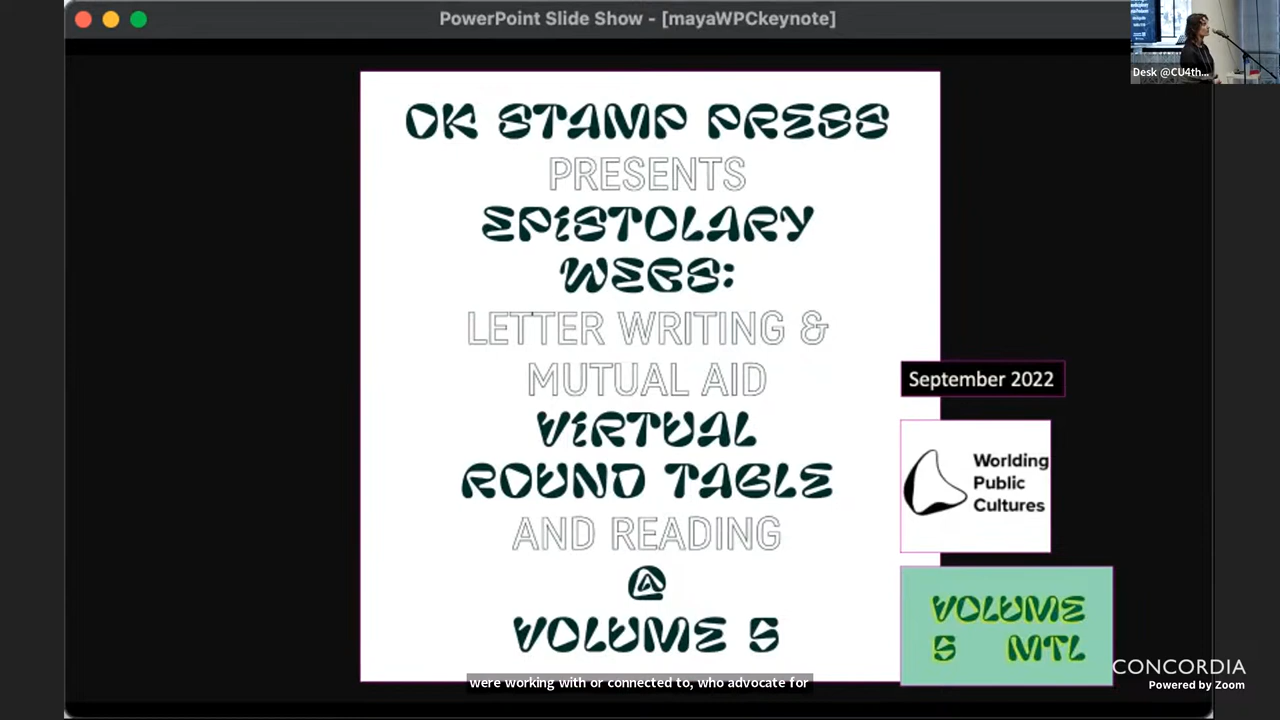 PowerPoint Slide Show - [mayaWPCkeynote]
Desk @CU4th...
OK STAMP PRESS
PRESENTS
EPiSTOLARY
WEBS:
LETTER WRITING &
MUTUAL AID
ViRTUAL
ROUND TABLE
AND READING
@
VOLUME 5
September 2022
Worlding
Public
Cultures
VOLUME
5 MTL
CONCORDIA
Powered by Zoom
were working with or connected to, who advocate for